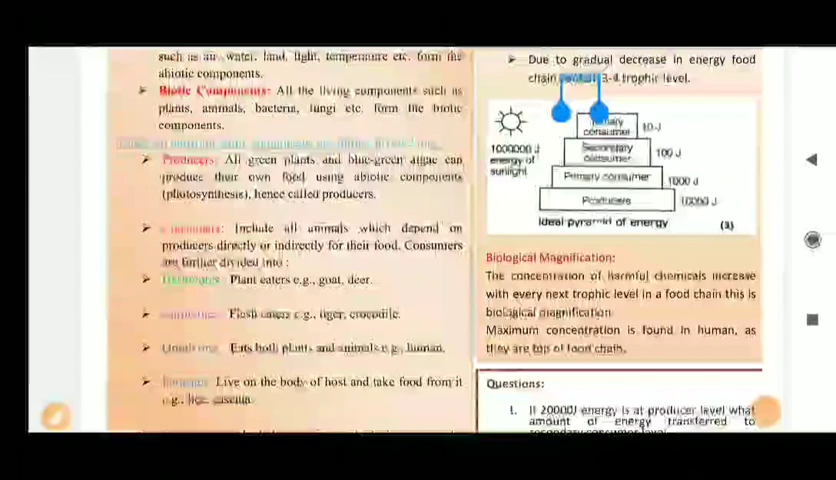 such as air, water, land, light, temperature etc. form the
abiotic components.
Biotic Components: All the living components such as
plants, animals, bacteria, fungi etc. form the biotic
components.
Producers: All green plants and blue-green algae can
produce their own food using abiotic components
(photosynthesis), hence called producers.
Consumers: Include all animals which depend on
producers directly or indirectly for their food. Consumers
are further divided into :
Plant eaters e.g., goat, deer.
Flesh eaters e.g., tiger, crocodile.
Eats both plants and animals e.g., human.
Live on the body of host and take food from it
e.g., lice,
Due to gradual decrease in energy food
chain 3-4 trophic level.
consumer 10 J
Secondary
consumer 100 J
Primary consumer 1000 J
Producers 10000 J
1000000 J
energy of
sunlight
Ideal pyramid of energy (3)
Biological Magnification:
The concentration of harmful chemicals increase
with every next trophic level in a food chain this is
biological magnification.
Maximum concentration is found in human, as
they are top of food chain.
Questions:
1. If 20000J energy is at producer level what
amount of energy transferred to